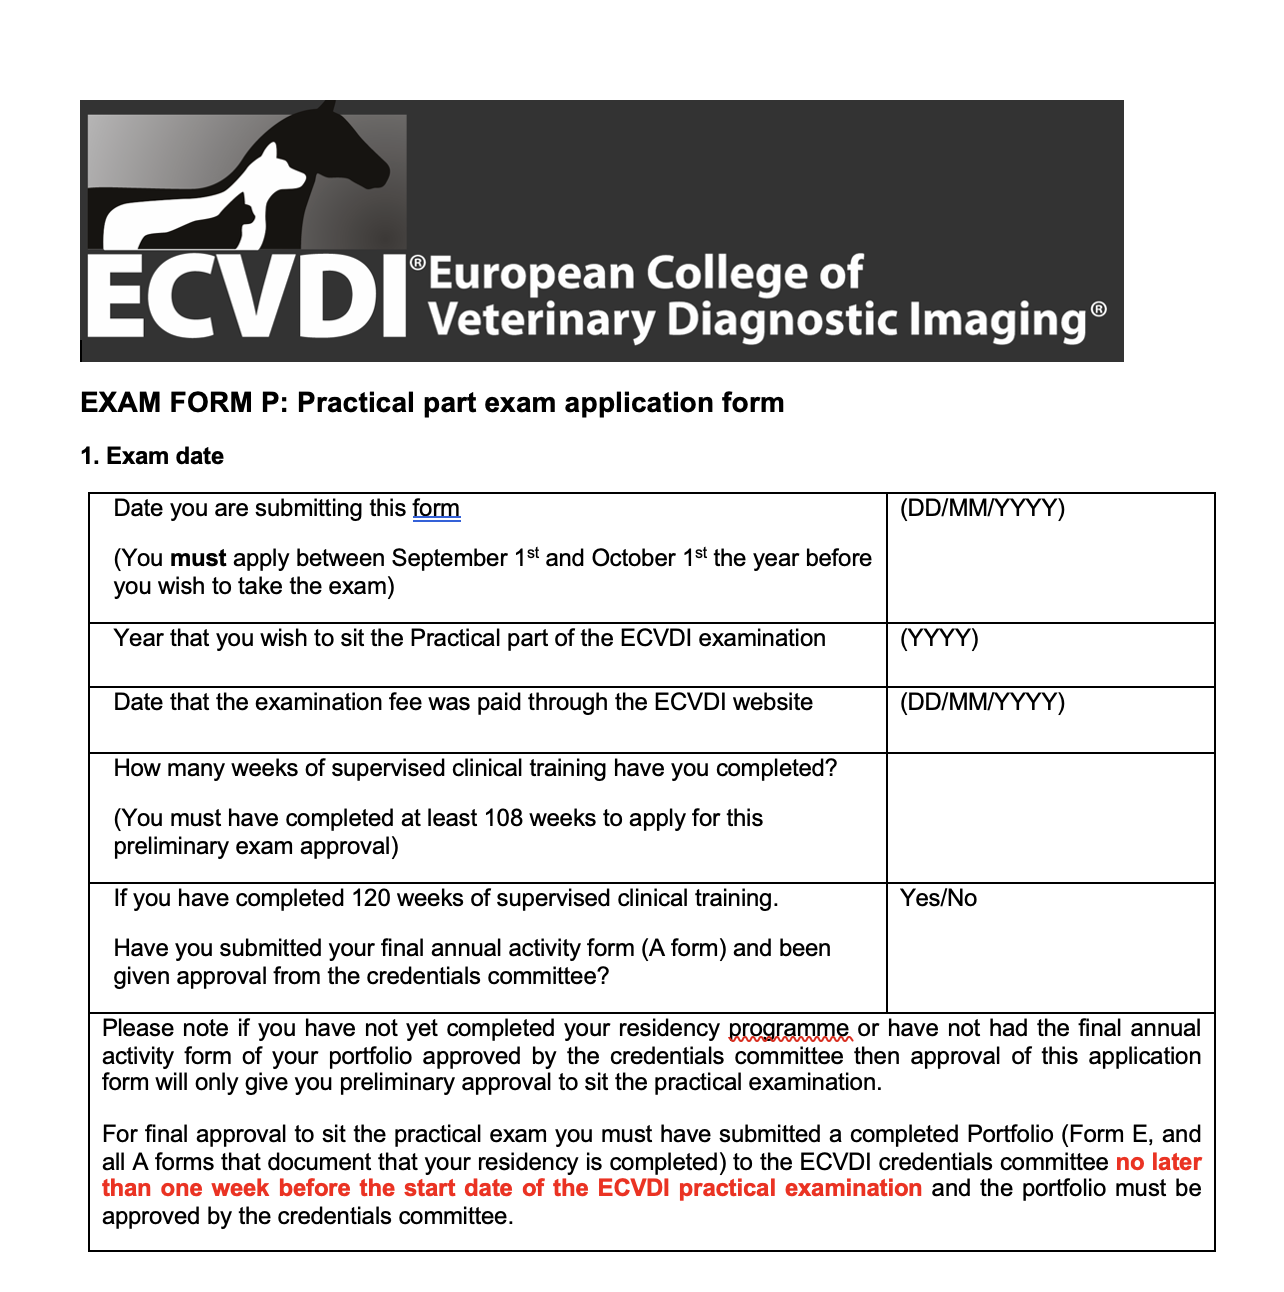 ECVDI®
European College of
Veterinary Diagnostic Imaging®
EXAM FORM P: Practical part exam application form
1. Exam date
Date you are submitting this form
(DD/MM/YYYY)
(You must apply between September 1st and October 1st the year before
you wish to take the exam)
Year that you wish to sit the Practical part of the ECVDI examination
(YYYY)
Date that the examination fee was paid through the ECVDI website
(DD/MM/YYYY)
How many weeks of supervised clinical training have you completed?
(You must have completed at least 108 weeks to apply for this
preliminary exam approval)
If you have completed 120 weeks of supervised clinical training.
Yes/No
Have you submitted your final annual activity form (A form) and been
given approval from the credentials committee?
Please note if you have not yet completed your residency programme or have not had the final annual
activity form of your portfolio approved by the credentials committee then approval of this application
form will only give you preliminary approval to sit the practical examination.
For final approval to sit the practical exam you must have submitted a completed Portfolio (Form E, and
all A forms that document that your residency is completed) to the ECVDI credentials committee no later
than one week before the start date of the ECVDI practical examination and the portfolio must be
approved by the credentials committee.